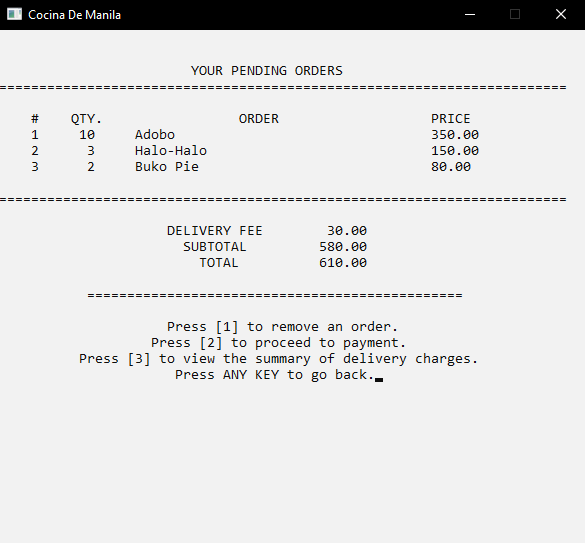 Cocina De Manila
YOUR PENDING ORDERS
=======================================================================
# QTY. ORDER PRICE
1 10 Adobo 350.00
2 3 Halo-Halo 150.00
3 2 Buko Pie 80.00
=======================================================================
DELIVERY FEE 30.00
SUBTOTAL 580.00
TOTAL 610.00
===============================================
Press [1] to remove an order.
Press [2] to proceed to payment.
Press [3] to view the summary of delivery charges.
Press ANY KEY to go back.